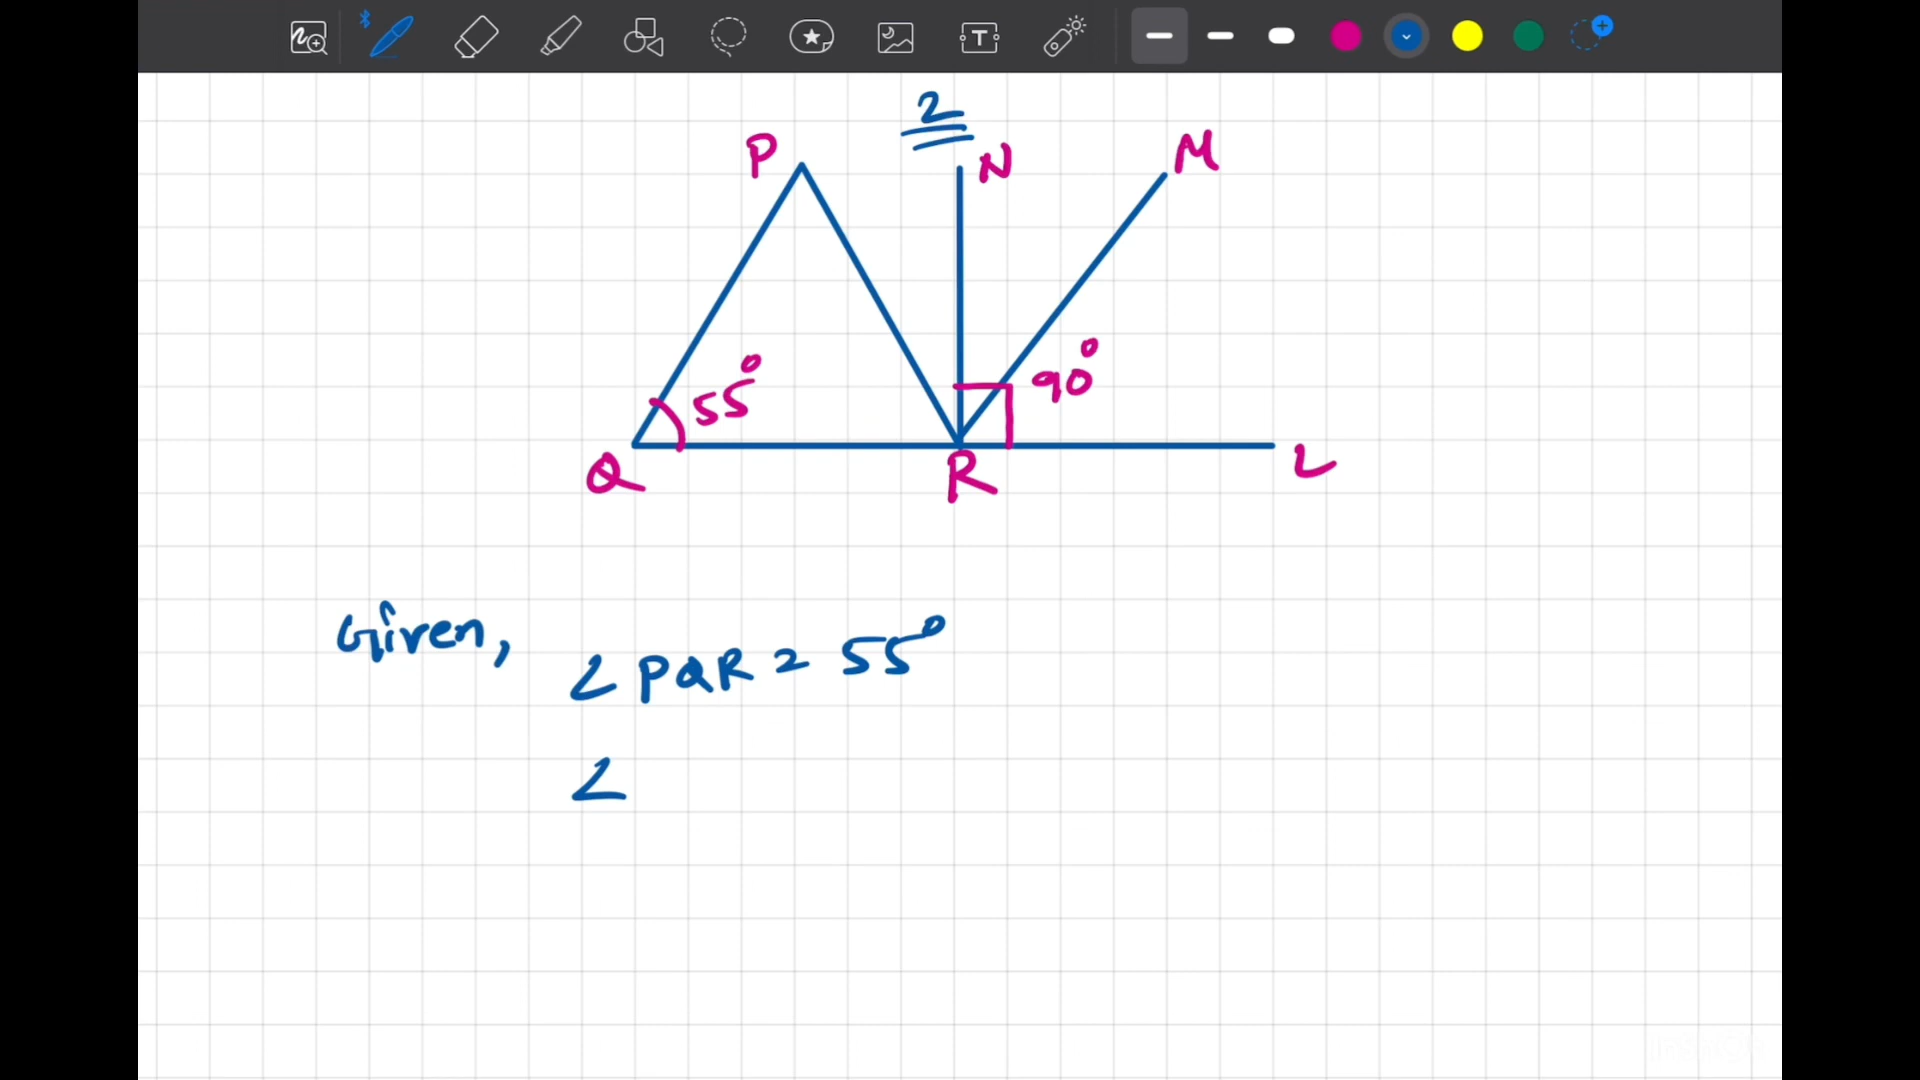 2
P N M
55°
90°
Q R L
Given,
∠ PQR = 55°
∠